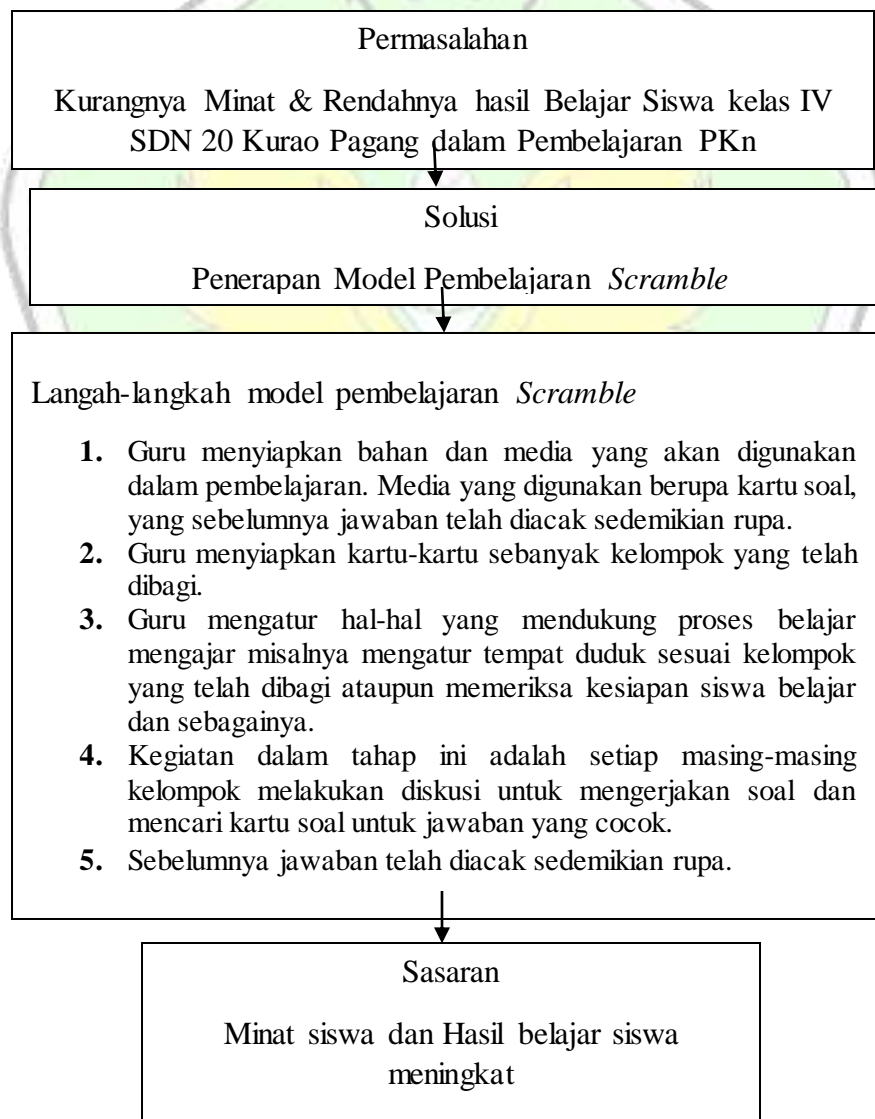 Permasalahan
Kurangnya Minat & Rendahnya hasil Belajar Siswa kelas IV
SDN 20 Kurao Pagang dalam Pembelajaran PKn
Solusi
Penerapan Model Pembelajaran Scramble
Langah-langkah model pembelajaran Scramble
1. Guru menyiapkan bahan dan media yang akan digunakan
dalam pembelajaran. Media yang digunakan berupa kartu soal,
yang sebelumnya jawaban telah diacak sedemikian rupa.
2. Guru menyiapkan kartu-kartu sebanyak kelompok yang telah
dibagi.
3. Guru mengatur hal-hal yang mendukung proses belajar
mengajar misalnya mengatur tempat duduk sesuai kelompok
yang telah dibagi ataupun memeriksa kesiapan siswa belajar
dan sebagainya.
4. Kegiatan dalam tahap ini adalah setiap masing-masing
kelompok melakukan diskusi untuk mengerjakan soal dan
mencari kartu soal untuk jawaban yang cocok.
5. Sebelumnya jawaban telah diacak sedemikian rupa.
Sasaran
Minat siswa dan Hasil belajar siswa
meningkat